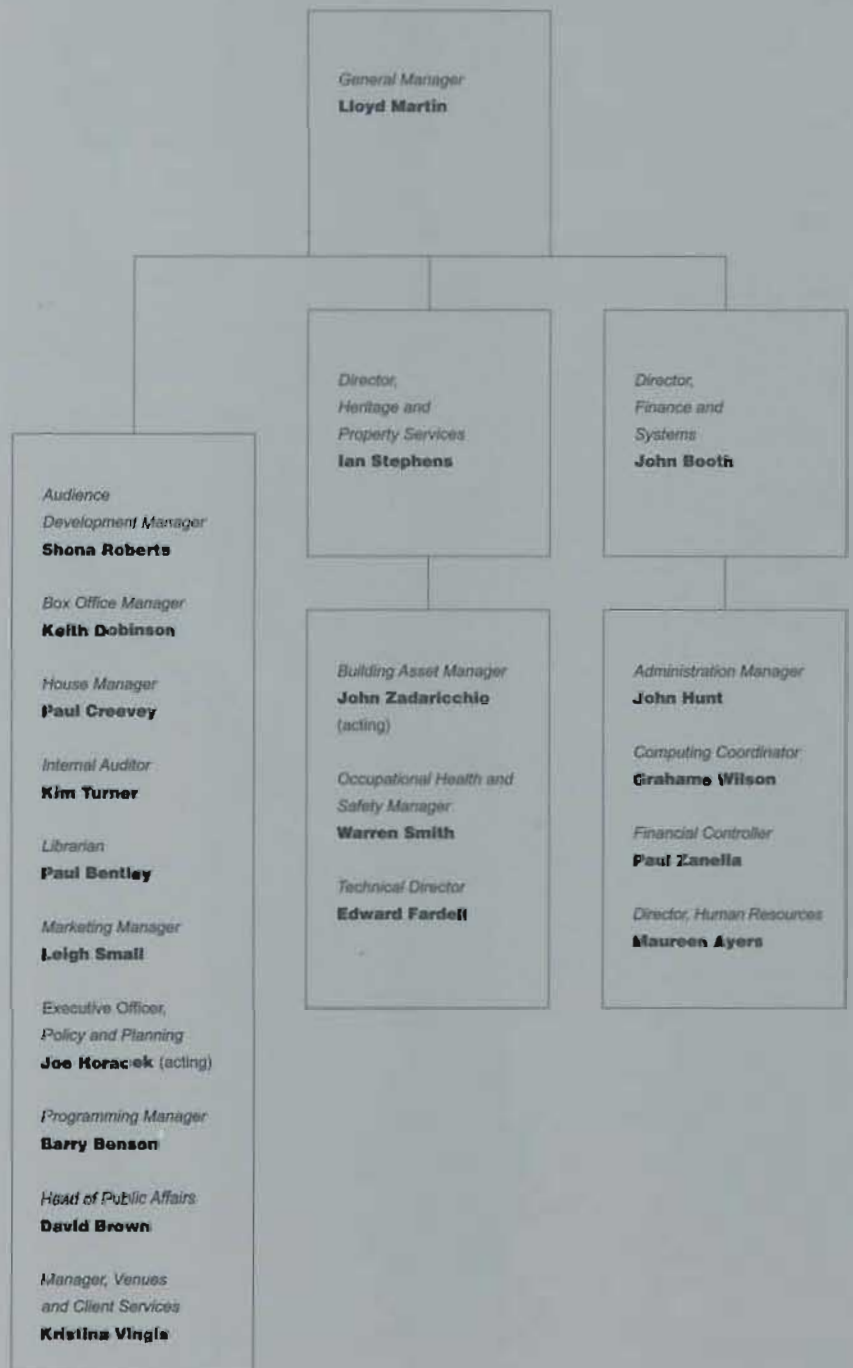 General Manager
Lloyd Martin
Director,
Heritage and
Property Services
Ian Stephens
Director,
Finance and
Systems
John Booth
Audience
Development Manager
Shona Roberts
Box Office Manager
Keith Dobinson
House Manager
Paul Creevey
Internal Auditor
Kim Turner
Librarian
Paul Bentley
Marketing Manager
Leigh Small
Executive Officer,
Policy and Planning
Joe Horacek (acting)
Programming Manager
Barry Benson
Head of Public Affairs
David Brown
Manager, Venues
and Client Services
Kristina Vingis
Building Asset Manager
John Zadaricchio
(acting)
Occupational Health and
Safety Manager
Warren Smith
Technical Director
Edward Fardell
Administration Manager
John Hunt
Computing Coordinator
Grahame Wilson
Financial Controller
Paul Zanella
Director, Human Resources
Maureen Ayers